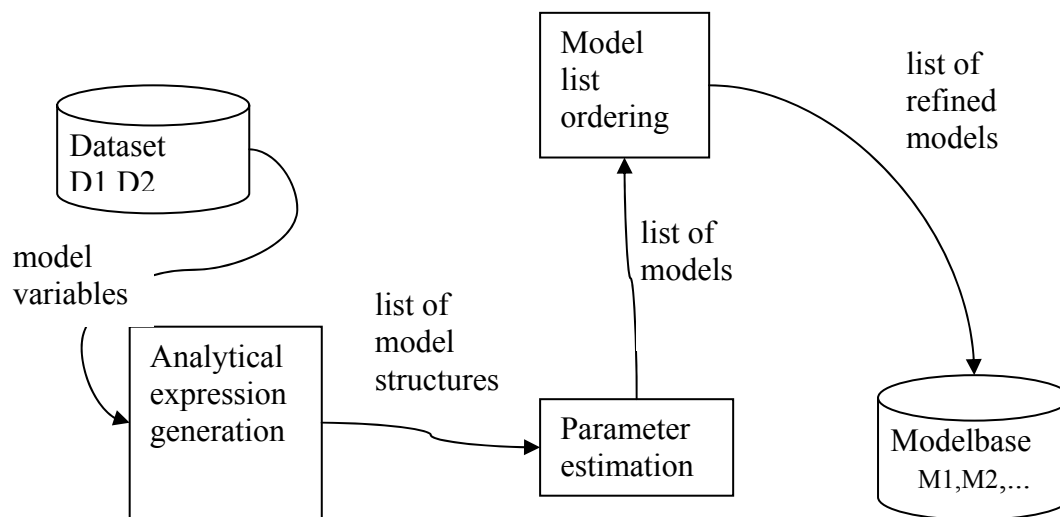 Dataset
D1 D2
model
variables
Analytical
expression
generation
list of
model
structures
Parameter
estimation
list of
models
Model
list
ordering
list of
refined
models
Modelbase
M1,M2,...